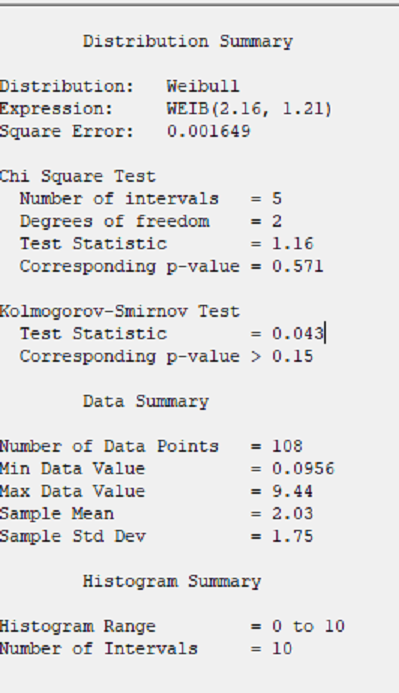 Distribution Summary
Distribution: Weibull
Expression: WEIB(2.16, 1.21)
Square Error: 0.001649
Chi Square Test
Number of intervals = 5
Degrees of freedom = 2
Test Statistic = 1.16
Corresponding p-value = 0.571
Kolmogorov-Smirnov Test
Test Statistic = 0.043
Corresponding p-value > 0.15
Data Summary
Number of Data Points = 108
Min Data Value = 0.0956
Max Data Value = 9.44
Sample Mean = 2.03
Sample Std Dev = 1.75
Histogram Summary
Histogram Range = 0 to 10
Number of Intervals = 10